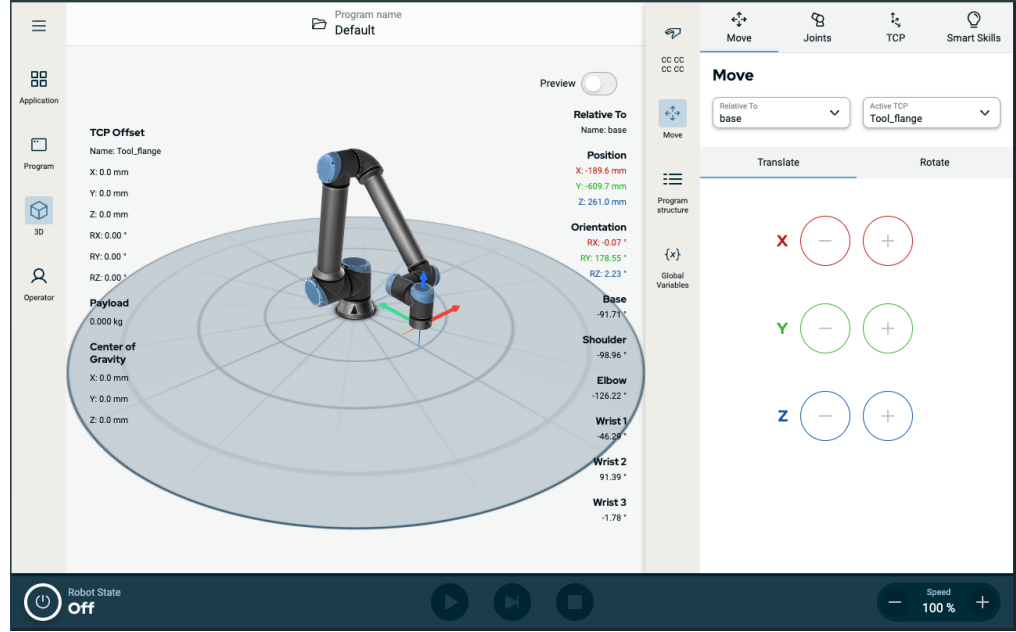 Program name
Default
Application
Program
3D
Operator
Preview
TCP Offset
Name: Tool_flange
X: 0.0 mm
Y: 0.0 mm
Z: 0.0 mm
RX: 0.00 °
RY: 0.00 °
RZ: 0.00 °
Payload
0.000 kg
Center of
Gravity
X: 0.0 mm
Y: 0.0 mm
Z: 0.0 mm
Relative To
Name: base
Position
X: -189.6 mm
Y: -609.7 mm
Z: 261.0 mm
Orientation
RX: -0.07 °
RY: 178.55 °
RZ: 2.23 °
Base
-91.71 °
Shoulder
-98.96 °
Elbow
-126.22 °
Wrist 1
-46.29 °
Wrist 2
91.39 °
Wrist 3
-1.78 °
CC CC
CC CC
Move
Program
structure
{x}
Global
Variables
Move
Joints
TCP
Smart Skills
Move
Relative To
base
Active TCP
Tool_flange
Translate
Rotate
X
Y
Z
Robot State
Off
Speed
100 %